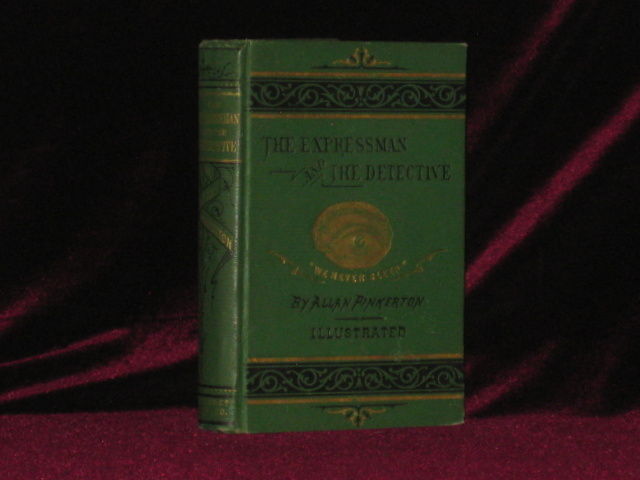 THE EXPRESSMAN
AND THE DETECTIVE
"WE NEVER SLEEP"
BY ALLAN PINKERTON
ILLUSTRATED